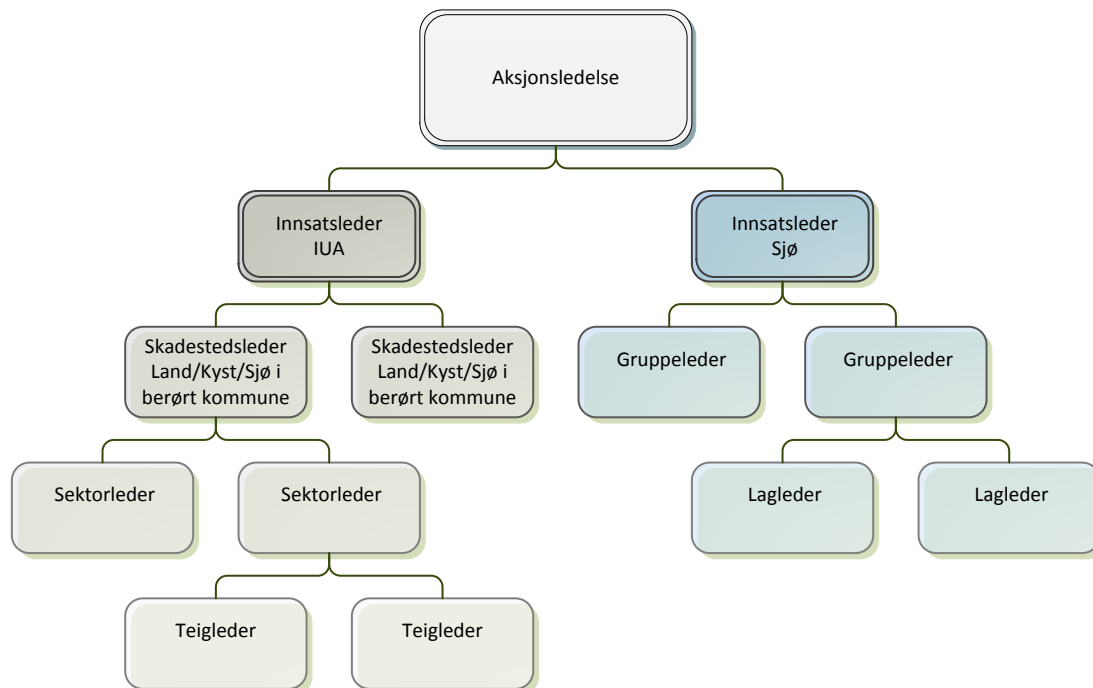 Aksjonsledelse
Innsatsleder
IUA
Innsatsleder
Sjø
Skadestedsleder
Land/Kyst/Sjø i
berørt kommune
Skadestedsleder
Land/Kyst/Sjø i
berørt kommune
Gruppeleder
Gruppeleder
Sektorleder
Sektorleder
Lagleder
Lagleder
Teigleder
Teigleder